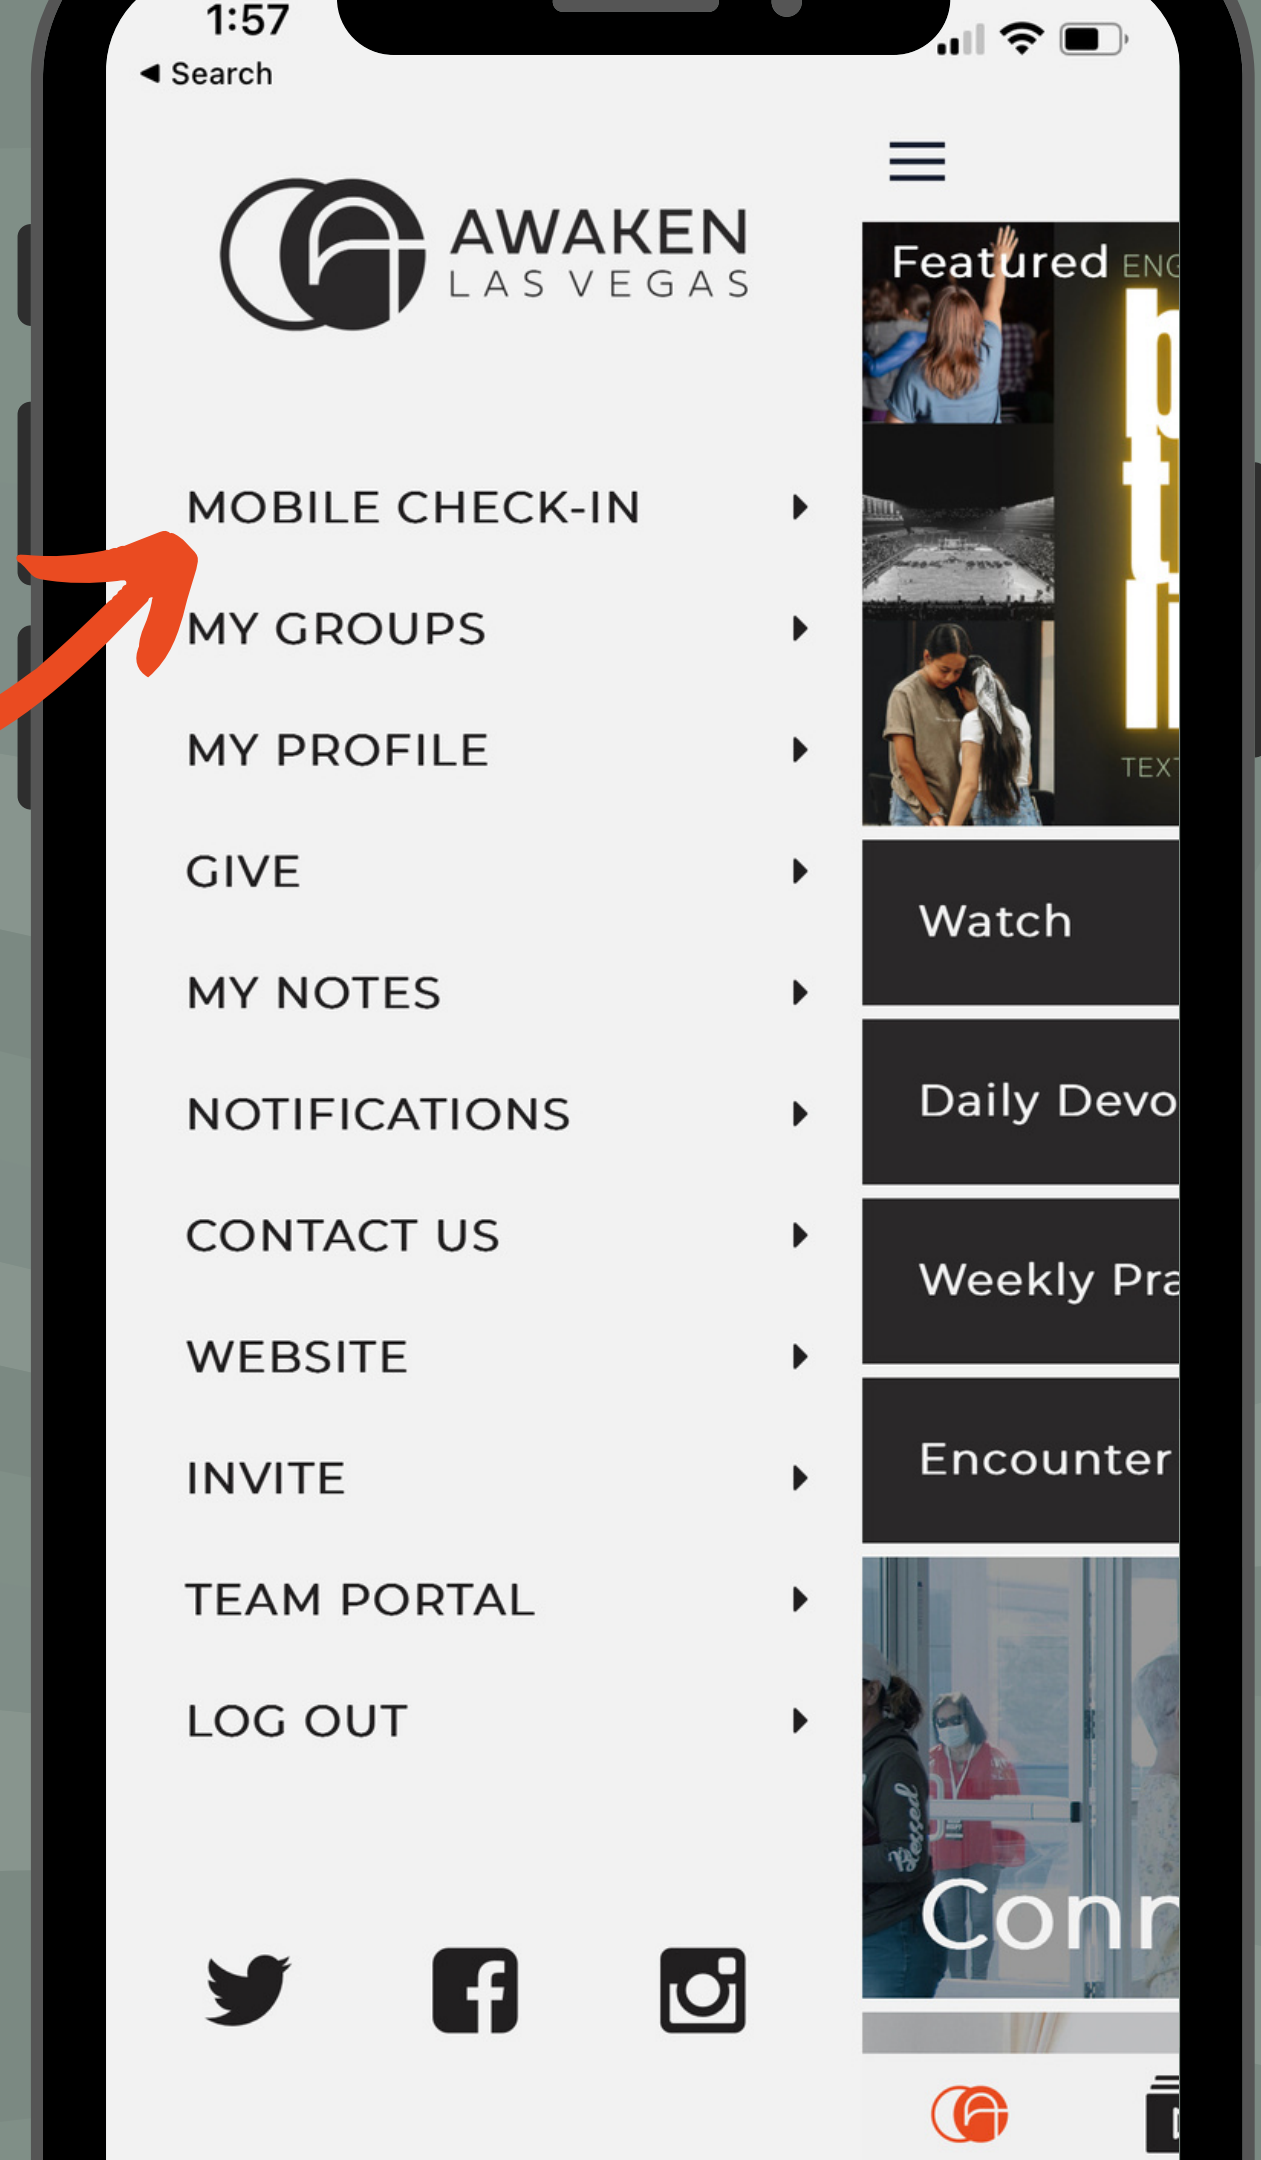 1:57
Search
AWAKEN
LAS VEGAS
MOBILE CHECK-IN
MY GROUPS
MY PROFILE
GIVE
MY NOTES
NOTIFICATIONS
CONTACT US
WEBSITE
INVITE
TEAM PORTAL
LOG OUT
Featured
Watch
Daily Devo
Weekly Pra
Encounter
Blessed
Conn